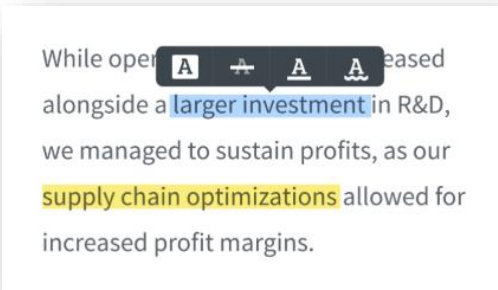 While oper eased
A A A A
alongside a larger investment in R&D,
we managed to sustain profits, as our
supply chain optimizations allowed for
increased profit margins.